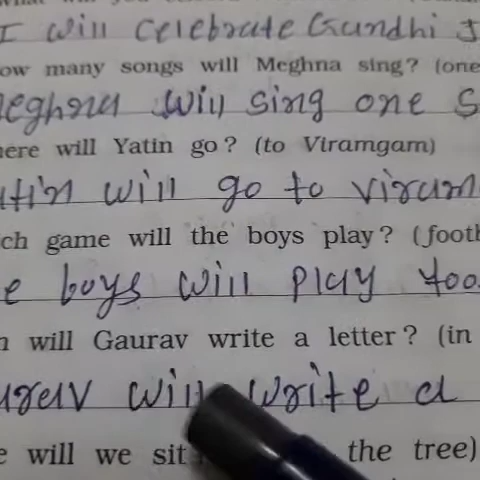 I will celebrate Gandhi J
ow many songs will Meghna sing? (one
eghna will sing one s
here will Yatin go? (to Viramgam)
atin will go to viram
ch game will the boys play? (footh
e boys will play foo
n will Gaurav write a letter? (in
urav will write a
e will we sit the tree)